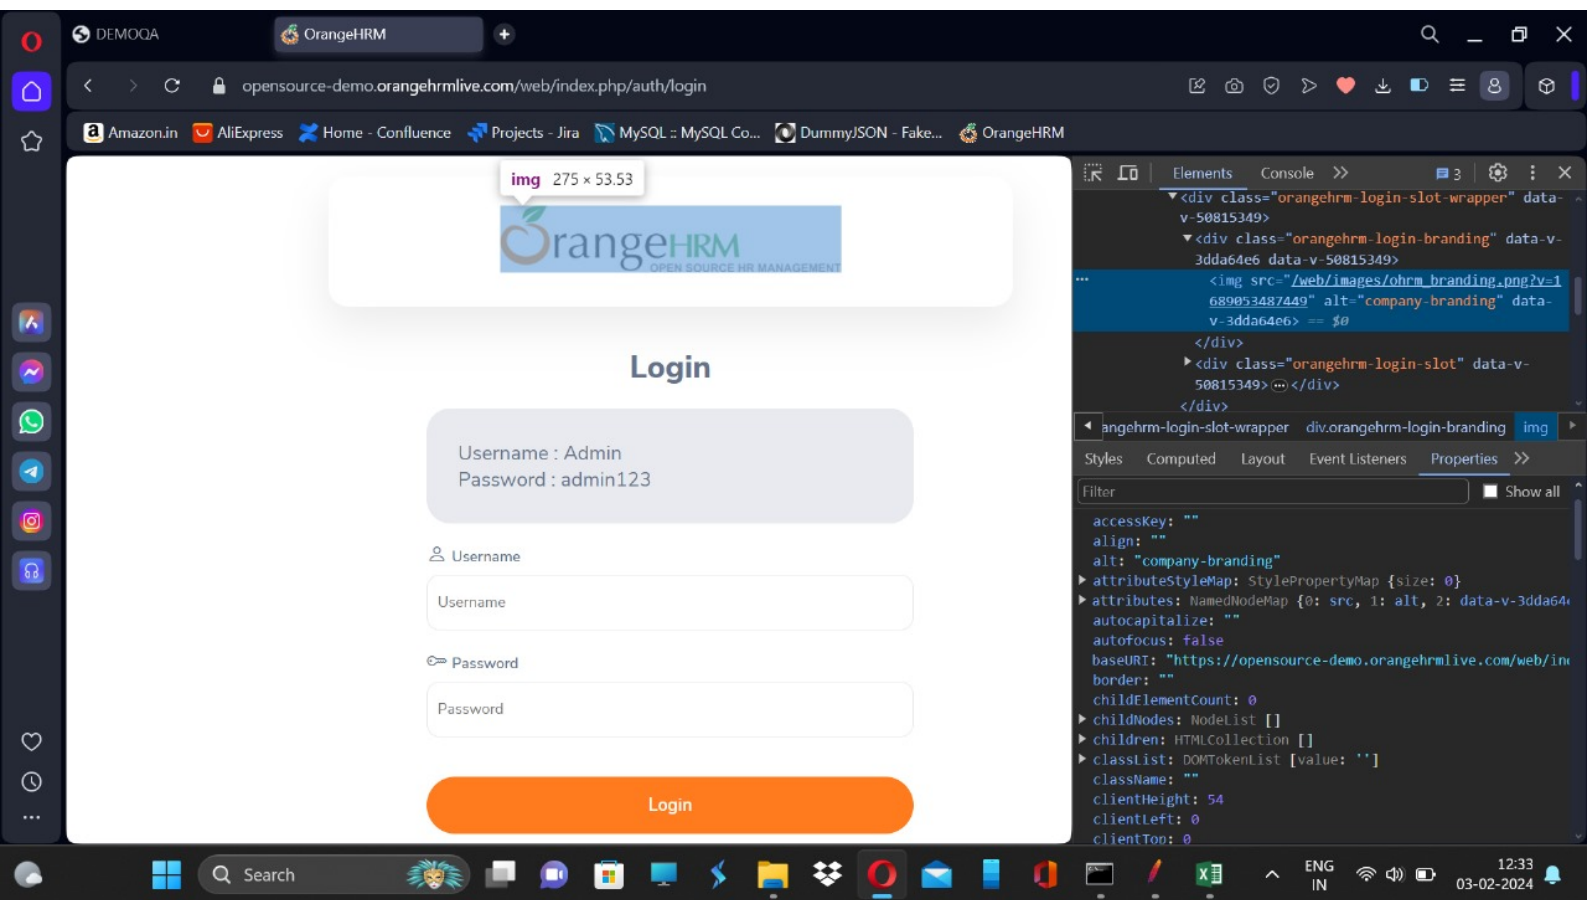 DEMOQA
OrangeHRM
opensource-demo.orangehrmlive.com/web/index.php/auth/login
Amazon.in AliExpress Home - Confluence Projects - Jira MySQL :: MySQL Co... DummyJSON - Fake... OrangeHRM
img 275 × 53.53
OrangeHRM
OPEN SOURCE HR MANAGEMENT
Login
Username : Admin
Password : admin123
Username
Username
Password
Password
Login
Elements Console 3
<div class="orangehrm-login-slot-wrapper" data-
v-50815349>
<div class="orangehrm-login-branding" data-v-
3dda64e6 data-v-50815349>
<img src="/web/images/ohrm_branding.png?v=1
689053487449" alt="company-branding" data-
v-3dda64e6> == $0
</div>
<div class="orangehrm-login-slot" data-v-
50815349>…</div>
</div>
angehrm-login-slot-wrapper div.orangehrm-login-branding img
Styles Computed Layout Event Listeners Properties
Filter Show all
accessKey: ""
align: ""
alt: "company-branding"
attributeStyleMap: StylePropertyMap {size: 0}
attributes: NamedNodeMap {0: src, 1: alt, 2: data-v-3dda64
autocapitalize: ""
autofocus: false
baseURI: "https://opensource-demo.orangehrmlive.com/web/in
border: ""
childElementCount: 0
childNodes: NodeList []
children: HTMLCollection []
classList: DOMTokenList [value: '']
className: ""
clientHeight: 54
clientLeft: 0
clientTop: 0
Search
ENG
IN
12:33
03-02-2024